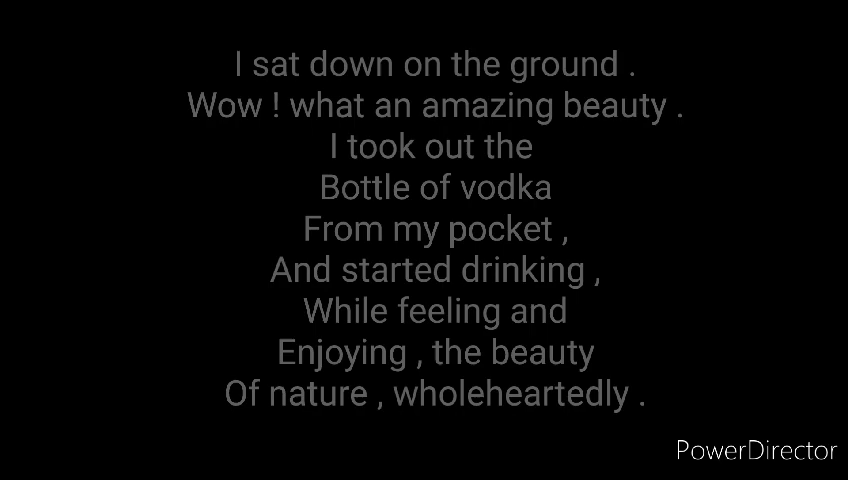 I sat down on the ground .
Wow ! what an amazing beauty .
I took out the
Bottle of vodka
From my pocket ,
And started drinking ,
While feeling and
Enjoying , the beauty
Of nature , wholeheartedly .
PowerDirector